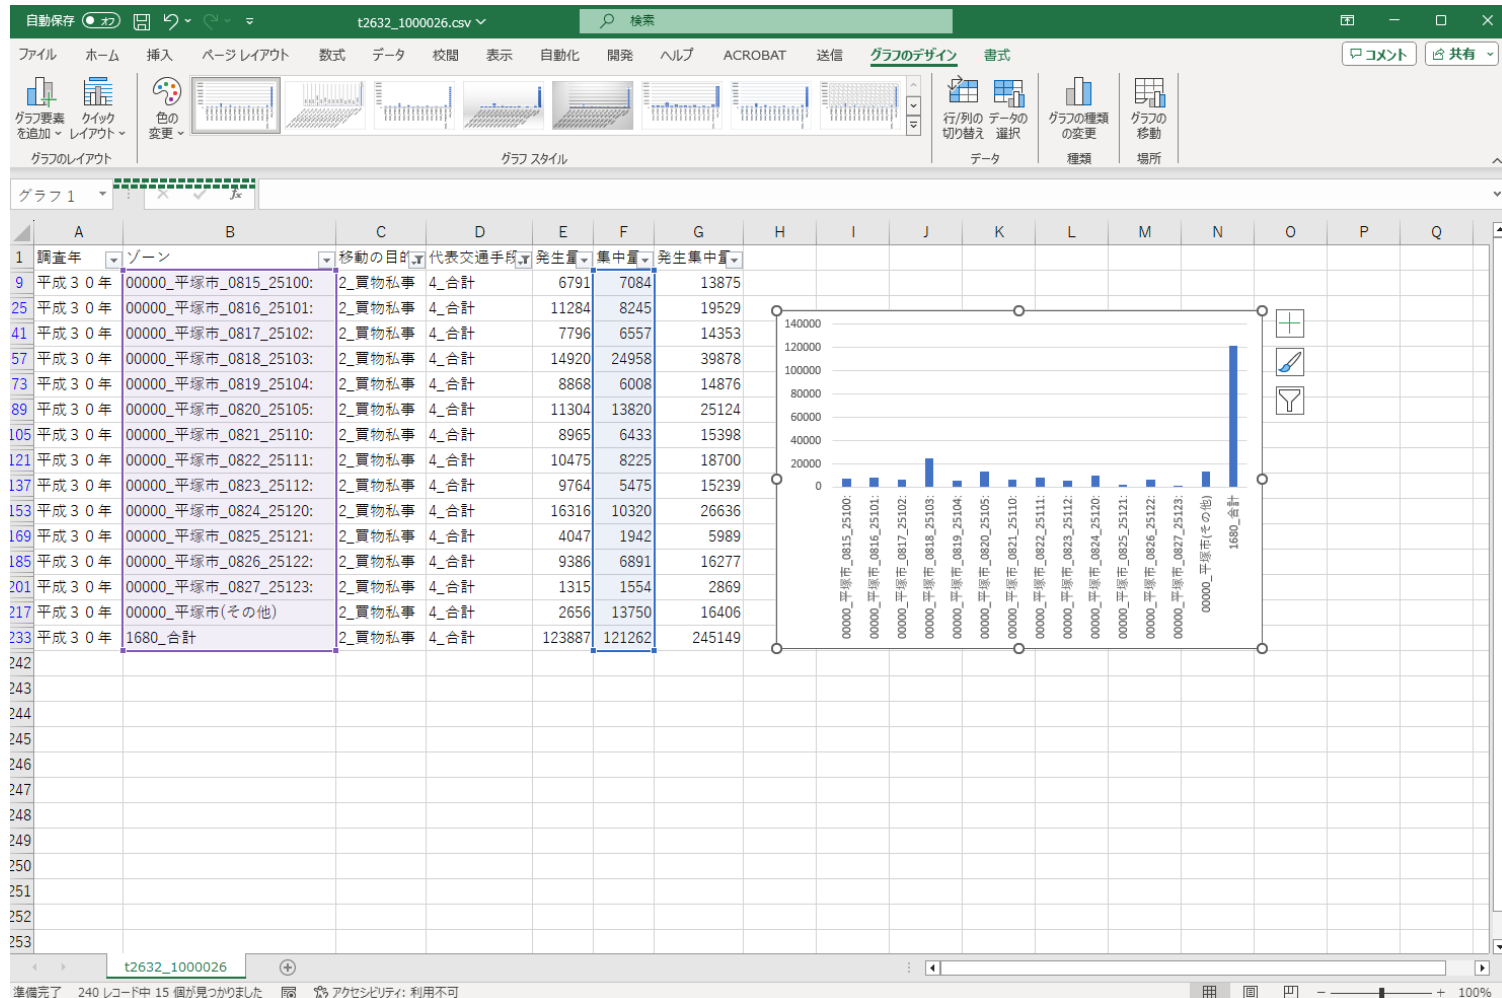 自動保存 オフ t2632_1000026.csv 検索
ファイル ホーム 挿入 ページ レイアウト 数式 データ 校閲 表示 自動化 開発 ヘルプ ACROBAT 送信 グラフのデザイン 書式 コメント 共有
グラフ要素を追加 クイックレイアウト 色の変更 行/列の切り替え データの選択 グラフの種類の変更 グラフの移動
グラフのレイアウト グラフ スタイル データ 種類 場所
グラフ 1 fx
A B C D E F G H I J K L M N O P Q
1 調査年 ゾーン 移動の目的 代表交通手段 発生量 集中量 発生集中量
9 平成３０年 00000_平塚市_0815_25100: 2_買物私事 4_合計 6791 7084 13875
25 平成３０年 00000_平塚市_0816_25101: 2_買物私事 4_合計 11284 8245 19529
41 平成３０年 00000_平塚市_0817_25102: 2_買物私事 4_合計 7796 6557 14353
57 平成３０年 00000_平塚市_0818_25103: 2_買物私事 4_合計 14920 24958 39878
73 平成３０年 00000_平塚市_0819_25104: 2_買物私事 4_合計 8868 6008 14876
89 平成３０年 00000_平塚市_0820_25105: 2_買物私事 4_合計 11304 13820 25124
105 平成３０年 00000_平塚市_0821_25110: 2_買物私事 4_合計 8965 6433 15398
121 平成３０年 00000_平塚市_0822_25111: 2_買物私事 4_合計 10475 8225 18700
137 平成３０年 00000_平塚市_0823_25112: 2_買物私事 4_合計 9764 5475 15239
153 平成３０年 00000_平塚市_0824_25120: 2_買物私事 4_合計 16316 10320 26636
169 平成３０年 00000_平塚市_0825_25121: 2_買物私事 4_合計 4047 1942 5989
185 平成３０年 00000_平塚市_0826_25122: 2_買物私事 4_合計 9386 6891 16277
201 平成３０年 00000_平塚市_0827_25123: 2_買物私事 4_合計 1315 1554 2869
217 平成３０年 00000_平塚市(その他) 2_買物私事 4_合計 2656 13750 16406
233 平成３０年 1680_合計 2_買物私事 4_合計 123887 121262 245149
242
243
244
245
246
247
248
249
250
251
252
253
140000
120000
100000
80000
60000
40000
20000
0
00000_平塚市_0815_25100:
00000_平塚市_0816_25101:
00000_平塚市_0817_25102:
00000_平塚市_0818_25103:
00000_平塚市_0819_25104:
00000_平塚市_0820_25105:
00000_平塚市_0821_25110:
00000_平塚市_0822_25111:
00000_平塚市_0823_25112:
00000_平塚市_0824_25120:
00000_平塚市_0825_25121:
00000_平塚市_0826_25122:
00000_平塚市_0827_25123:
00000_平塚市(その他)
1680_合計
t2632_1000026
準備完了 240 レコード中 15 個が見つかりました アクセシビリティ: 利用不可 100%